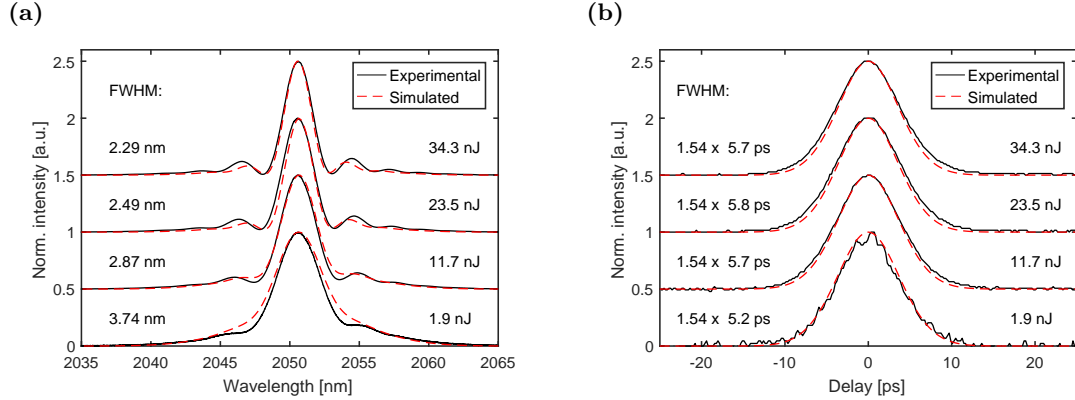 (a)
Norm. intensity [a.u.]
2.5
2
1.5
1
0.5
0
FWHM:
Experimental
Simulated
2.29 nm
34.3 nJ
2.49 nm
23.5 nJ
2.87 nm
11.7 nJ
3.74 nm
1.9 nJ
2035 2040 2045 2050 2055 2060 2065
Wavelength [nm]
(b)
Norm. intensity [a.u.]
2.5
2
1.5
1
0.5
0
FWHM:
Experimental
Simulated
1.54 x 5.7 ps
34.3 nJ
1.54 x 5.8 ps
23.5 nJ
1.54 x 5.7 ps
11.7 nJ
1.54 x 5.2 ps
1.9 nJ
-20 -10 0 10 20
Delay [ps]